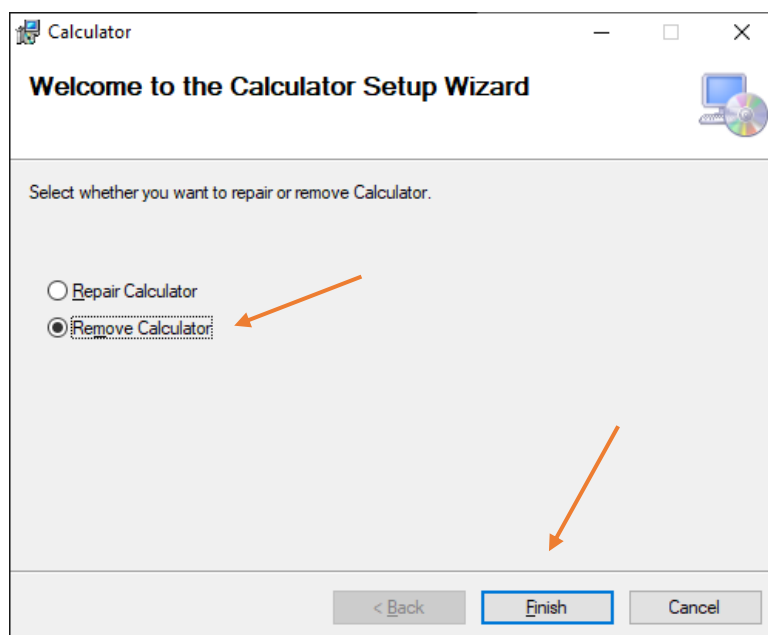 Calculator
Welcome to the Calculator Setup Wizard
Select whether you want to repair or remove Calculator.
Repair Calculator
Remove Calculator
< Back Finish Cancel